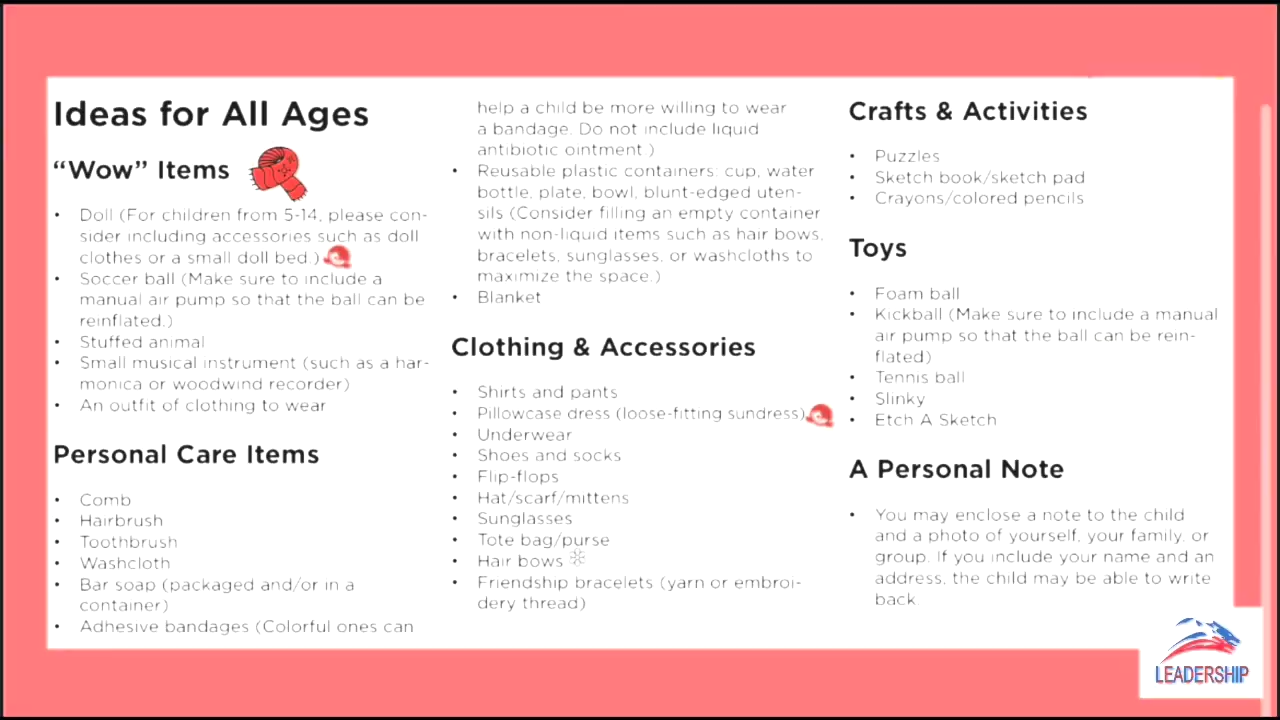 Ideas for All Ages
“Wow” Items
• Doll (For children from 5-14, please con-
sider including accessories such as doll
clothes or a small doll bed.)
• Soccer ball (Make sure to include a
manual air pump so that the ball can be
reinflated.)
• Stuffed animal
• Small musical instrument (such as a har-
monica or woodwind recorder)
• An outfit of clothing to wear
Personal Care Items
• Comb
• Hairbrush
• Toothbrush
• Washcloth
• Bar soap (packaged and/or in a
container)
• Adhesive bandages (Colorful ones can
help a child be more willing to wear
a bandage. Do not include liquid
antibiotic ointment.)
• Reusable plastic containers: cup, water
bottle, plate, bowl, blunt-edged uten-
sils (Consider filling an empty container
with non-liquid items such as hair bows,
bracelets, sunglasses, or washcloths to
maximize the space.)
• Blanket
Clothing & Accessories
• Shirts and pants
• Pillowcase dress (loose-fitting sundress)
• Underwear
• Shoes and socks
• Flip-flops
• Hat/scarf/mittens
• Sunglasses
• Tote bag/purse
• Hair bows
• Friendship bracelets (yarn or embroi-
dery thread)
Crafts & Activities
• Puzzles
• Sketch book/sketch pad
• Crayons/colored pencils
Toys
• Foam ball
• Kickball (Make sure to include a manual
air pump so that the ball can be rein-
flated)
• Tennis ball
• Slinky
• Etch A Sketch
A Personal Note
• You may enclose a note to the child
and a photo of yourself, your family, or
group. If you include your name and an
address, the child may be able to write
back
LEADERSHIP